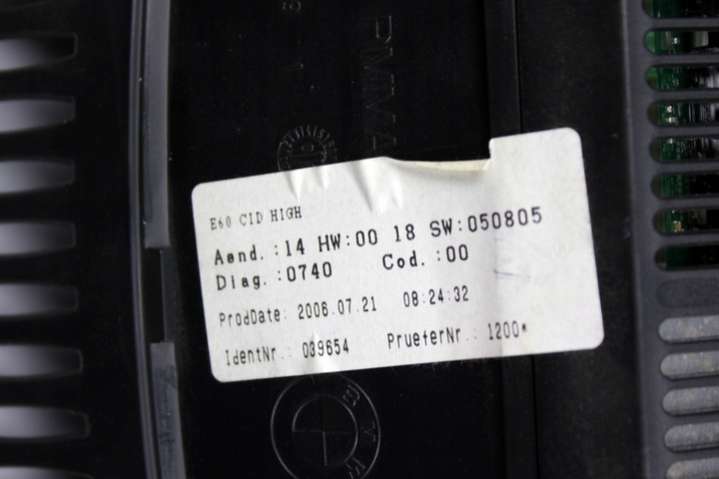 E60 CID HIGH
Aend.:14 HW:00 18 SW:050805
Diag.:0740 Cod.:00
ProdDate: 2006.07.21 08:24:32
IdentNr.: 039654 PrueferNr.: 1200*
BMW